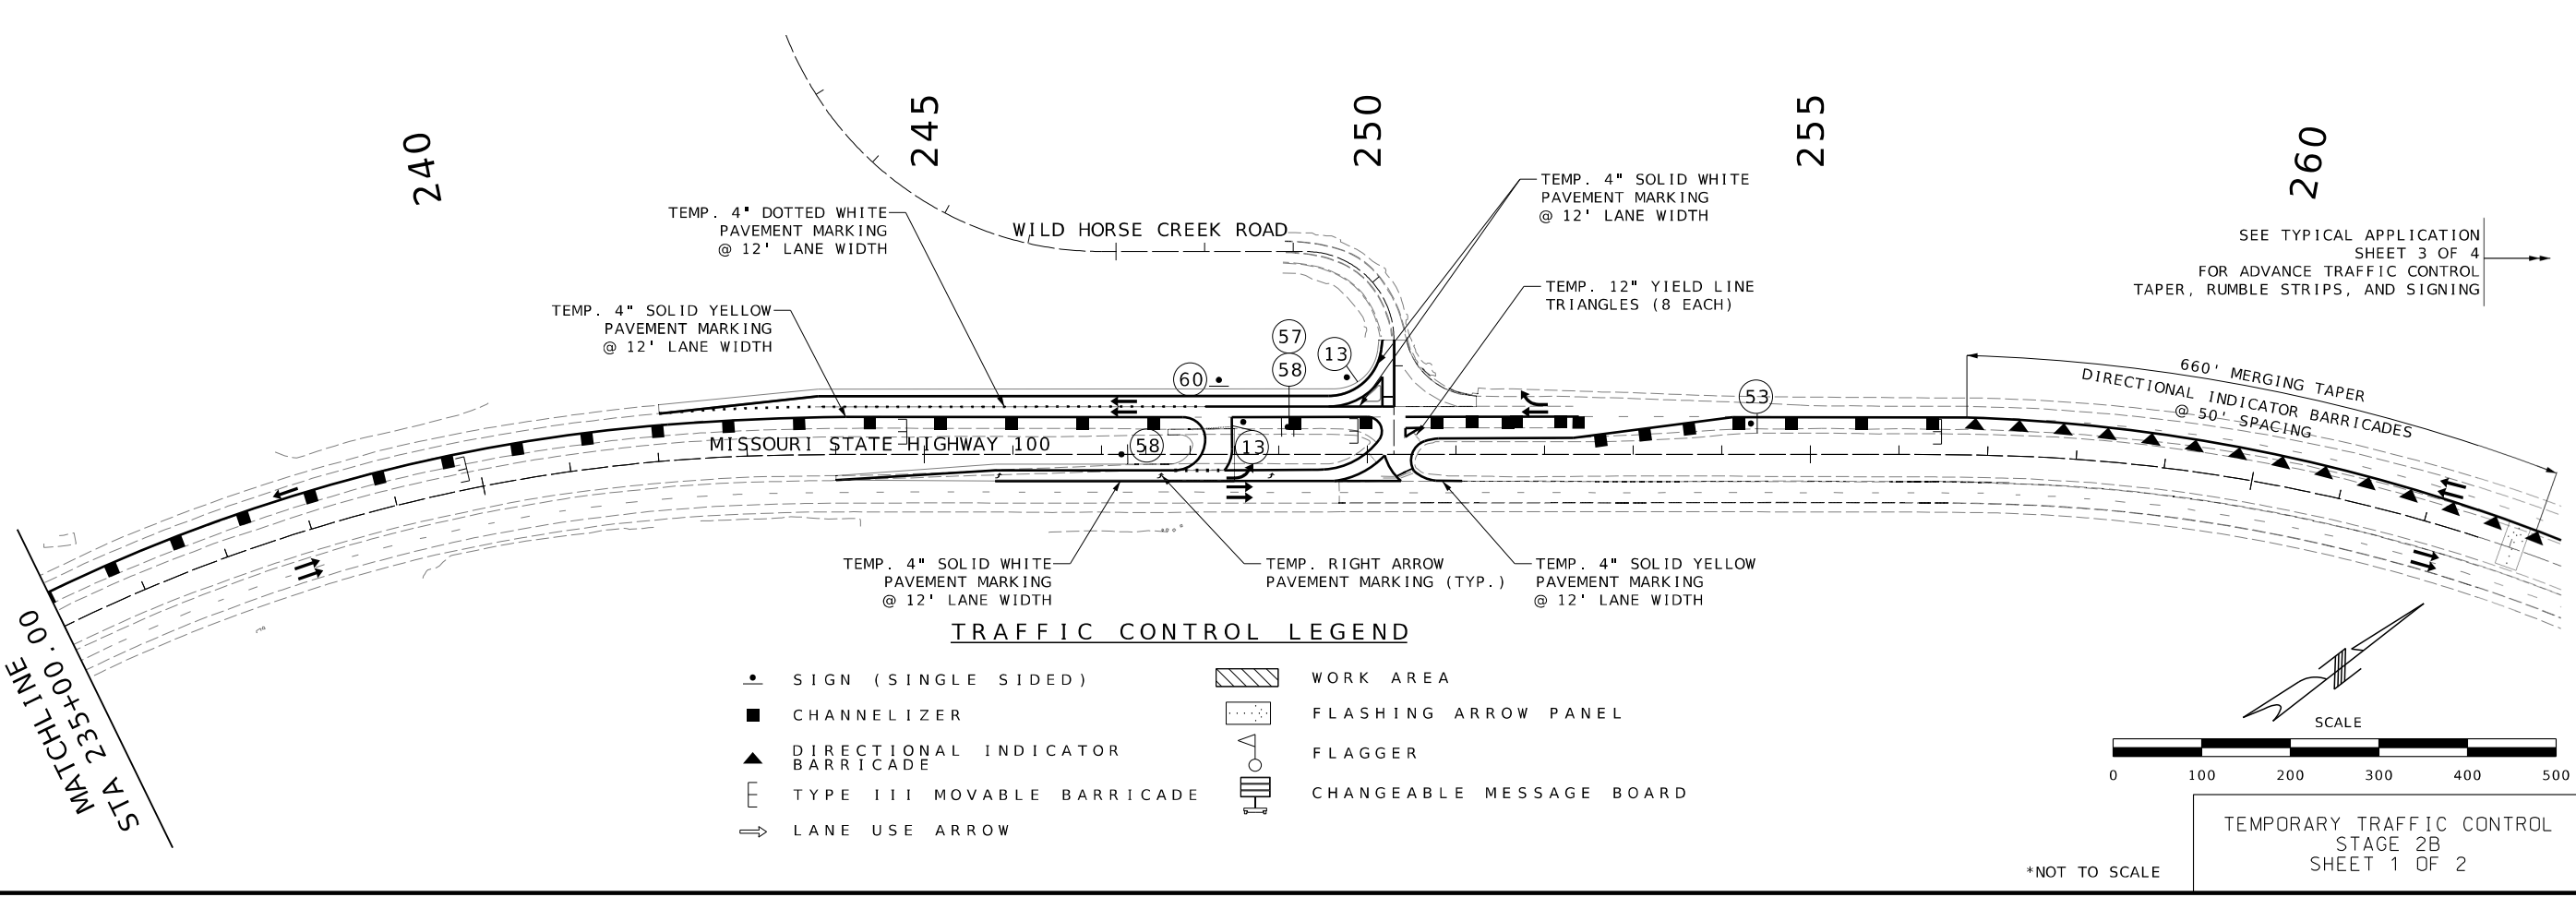 240
245
250
255
260
TEMP. 4" SOLID WHITE
PAVEMENT MARKING
@ 12' LANE WIDTH
TEMP. 4" DOTTED WHITE
PAVEMENT MARKING
@ 12' LANE WIDTH
WILD HORSE CREEK ROAD
SEE TYPICAL APPLICATION
SHEET 3 OF 4
FOR ADVANCE TRAFFIC CONTROL
TAPER, RUMBLE STRIPS, AND SIGNING
TEMP. 12" YIELD LINE
TRIANGLES (8 EACH)
TEMP. 4" SOLID YELLOW
PAVEMENT MARKING
@ 12' LANE WIDTH
57
58
13
60
53
660' MERGING TAPER
DIRECTIONAL INDICATOR BARRICADES
@ 50' SPACING
MISSOURI STATE HIGHWAY 100
58
13
TEMP. 4" SOLID WHITE
PAVEMENT MARKING
@ 12' LANE WIDTH
TEMP. RIGHT ARROW
PAVEMENT MARKING (TYP.)
TEMP. 4" SOLID YELLOW
PAVEMENT MARKING
@ 12' LANE WIDTH
MATCHLINE
STA 235+00.00
TRAFFIC CONTROL LEGEND
SIGN (SINGLE SIDED)
CHANNELIZER
DIRECTIONAL INDICATOR
BARRICADE
TYPE III MOVABLE BARRICADE
LANE USE ARROW
WORK AREA
FLASHING ARROW PANEL
FLAGGER
CHANGEABLE MESSAGE BOARD
SCALE
0 100 200 300 400 500
*NOT TO SCALE
TEMPORARY TRAFFIC CONTROL
STAGE 2B
SHEET 1 OF 2